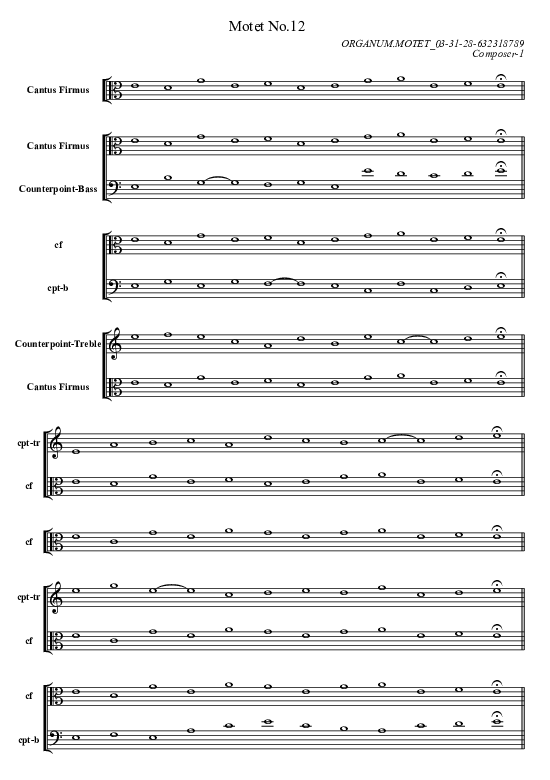 Motet No.12
ORGANUM.MOTET_03-31-28-632318789
Composer-1
Cantus Firmus
Cantus Firmus
Counterpoint-Bass
cf
cpt-b
Counterpoint-Treble
Cantus Firmus
cpt-tr
cf
cf
cpt-tr
cf
cf
cpt-b